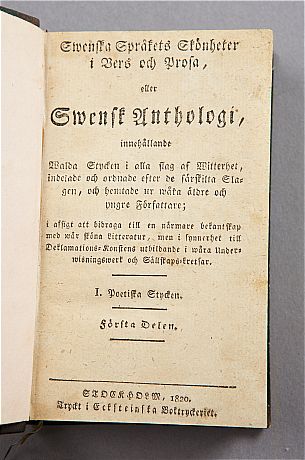 Swenska Språkets Skönheter
i Vers och Prosa,
eller
Swensk Anthologi,
innehållande
Walda Stycken i alla slag af Witterhet,
indelade och ordnade efter de särskilta Sla-
gen, och hemtade ur wåra äldre och
yngre Författare;
i afsigt att bidraga till en närmare bekantskap
med wår sköna Litteratur, men i synnerhet till
Deklamations-Konstens utbildande i wåra Under-
wisningswerk och Sällskaps-kretsar.
I. Poetiska Stycken.
Första Delen.
STOCKHOLM, 1820.
Tryckt i Ecksteinska Boktryckeriet.